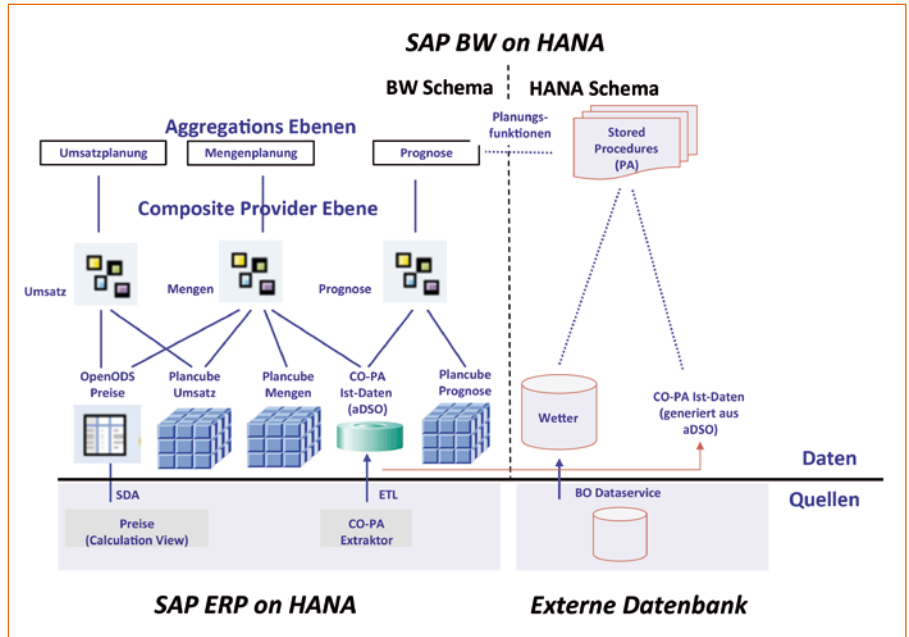 SAP BW on HANA
BW Schema
HANA Schema
Aggregations Ebenen
Planungs-
funktionen
Stored
Procedures
(PA)
Umsatzplanung
Mengenplanung
Prognose
Composite Provider Ebene
Umsatz
Mengen
Prognose
OpenODS
Preise
Plancube
Umsatz
Plancube
Mengen
CO-PA
Ist-Daten
(aDSO)
Plancube
Prognose
Wetter
CO-PA Ist-Daten
(generiert aus
aDSO)
Daten
SDA
ETL
BO Dataservice
Quellen
Preise
(Calculation View)
CO-PA
Extraktor
SAP ERP on HANA
Externe Datenbank